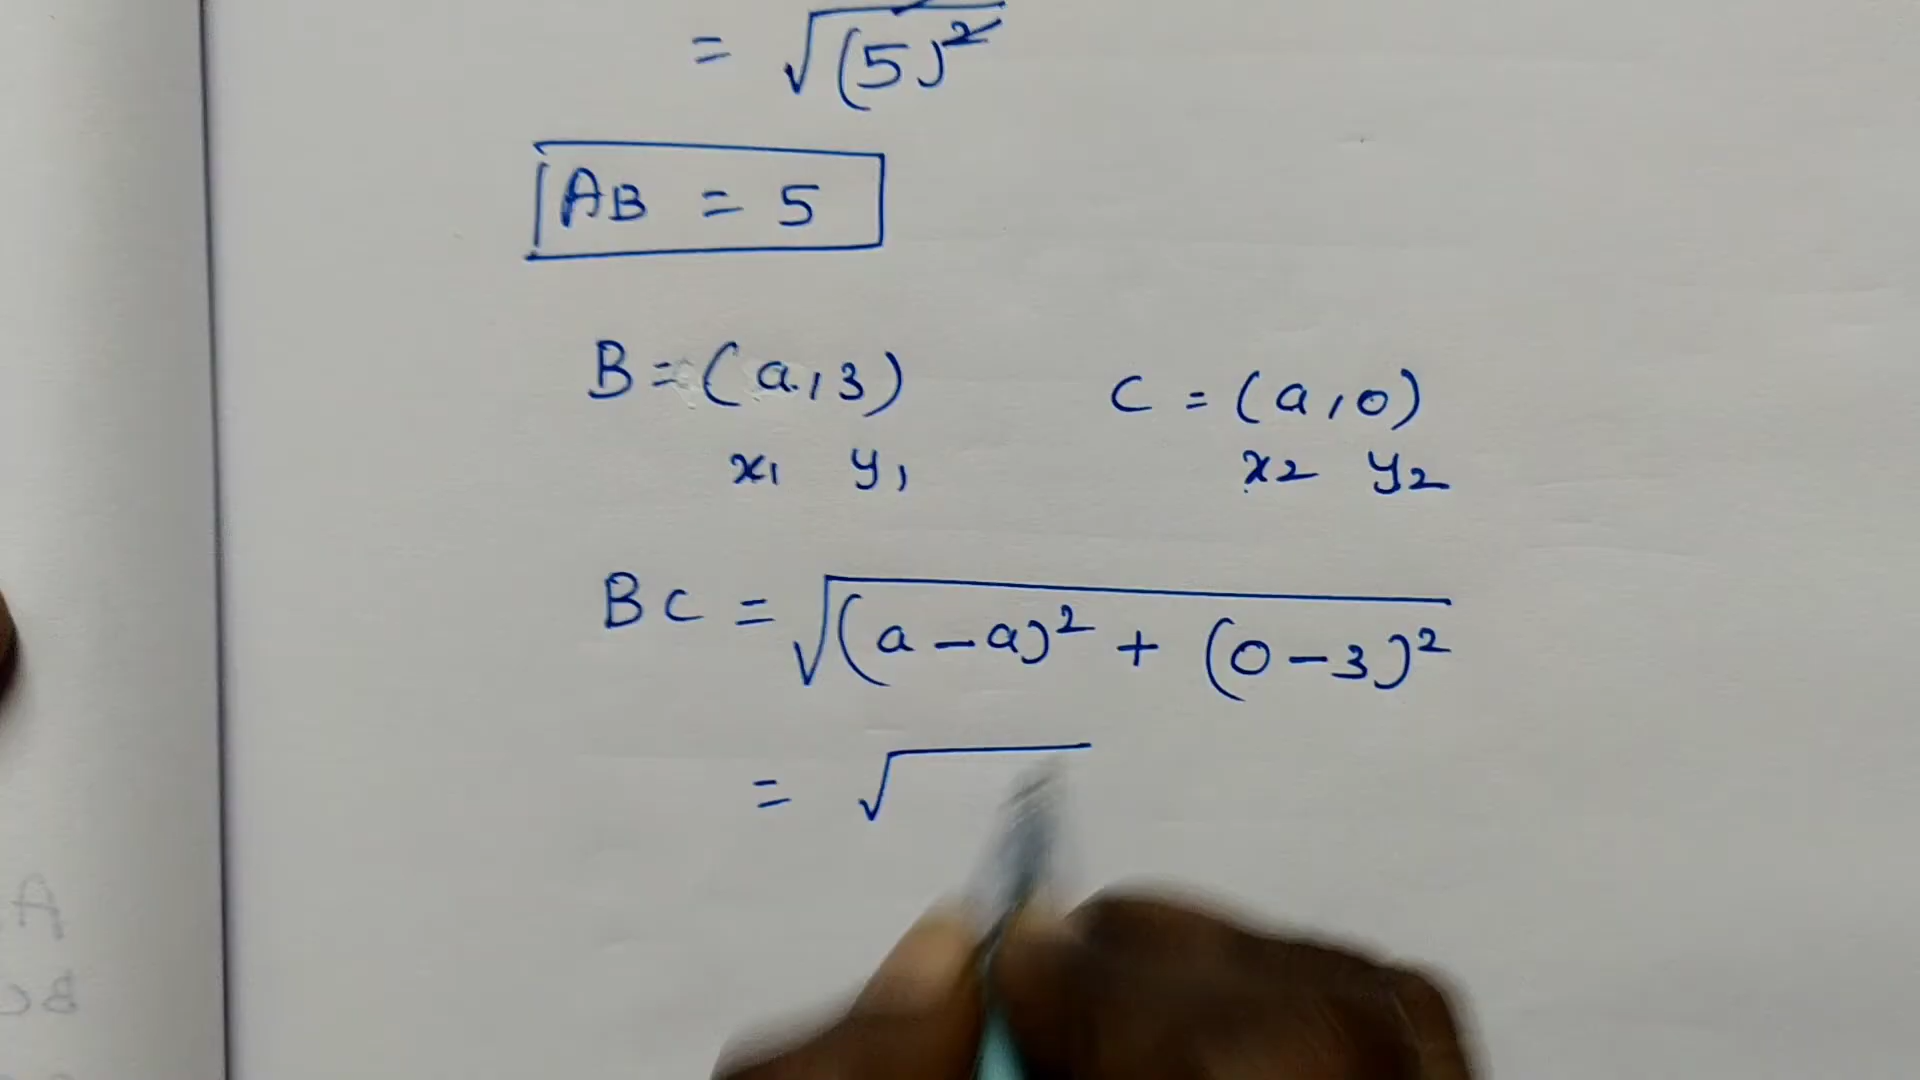 = √(5)²
AB = 5
B = (a, 3) C = (a, 0)
x₁ y₁ x₂ y₂
BC = √(a - a)² + (0 - 3)²
= √